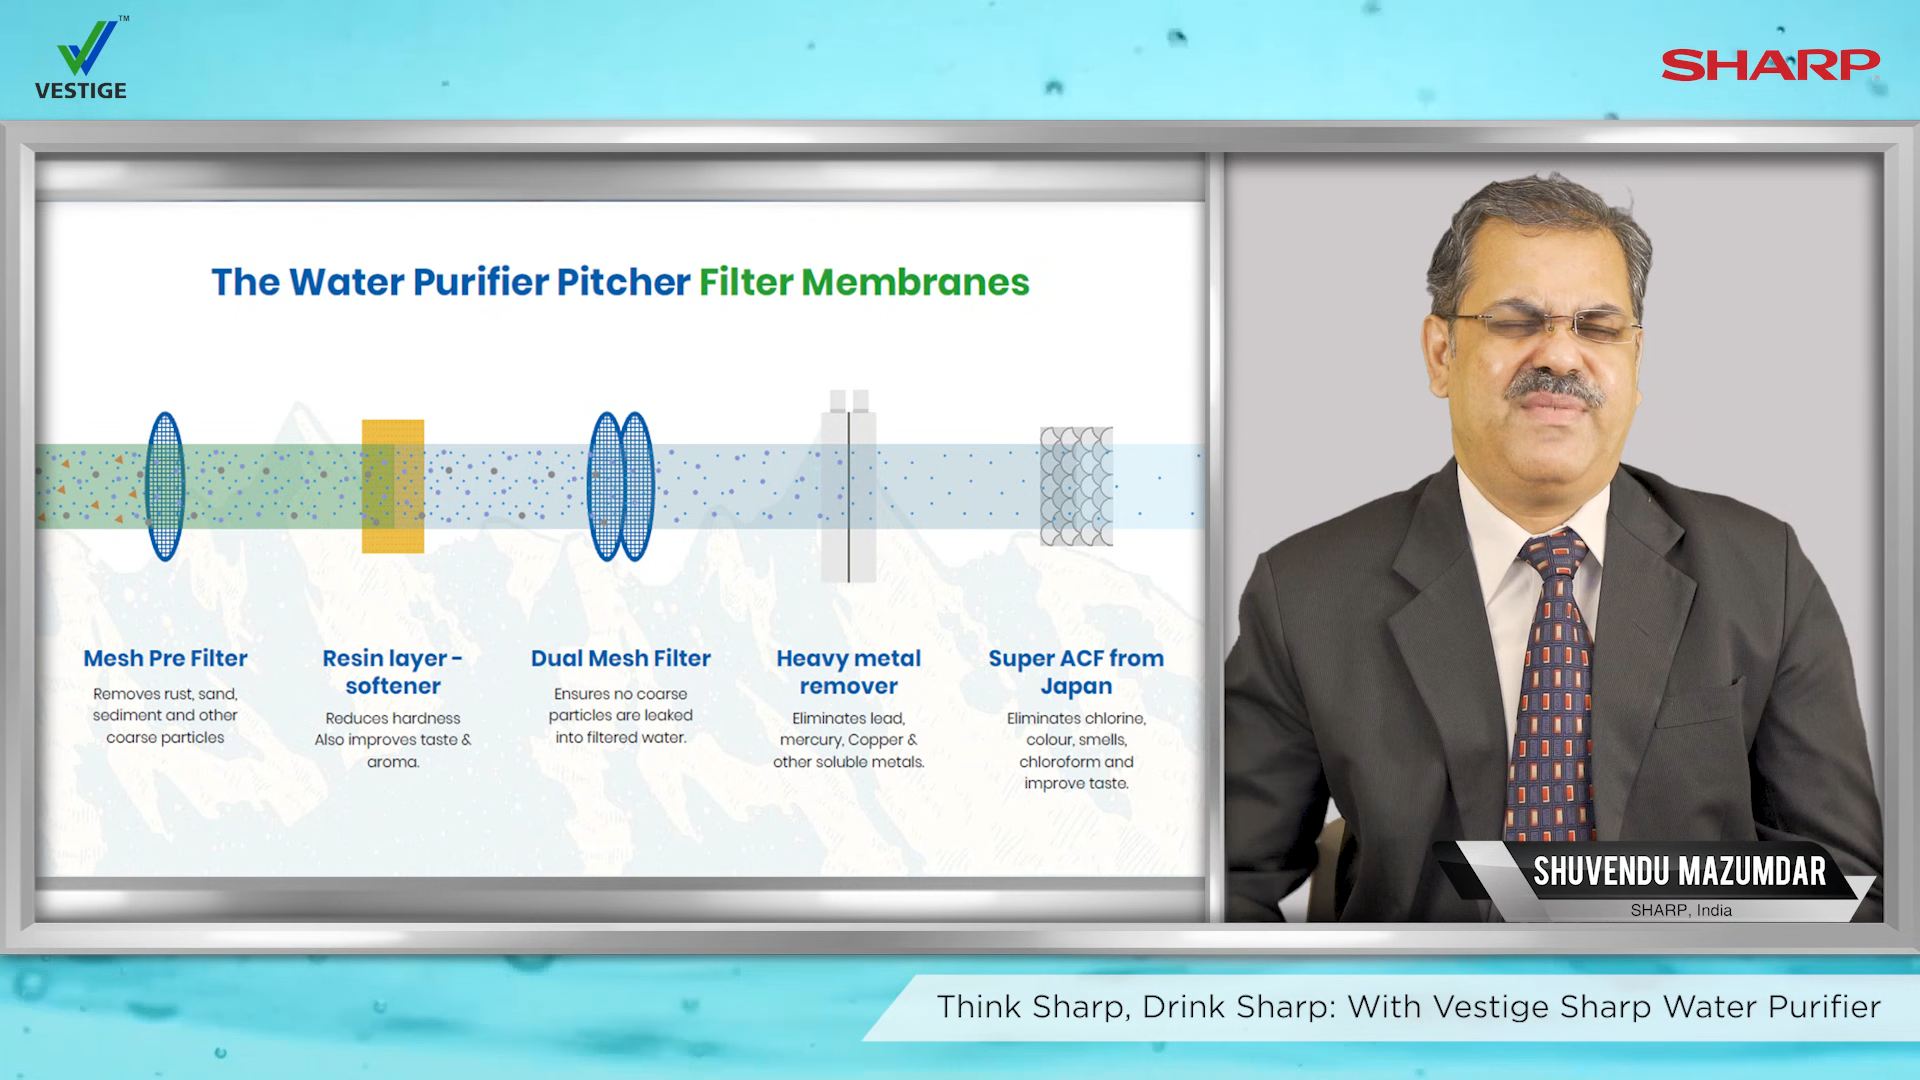 TM
VESTIGE
SHARP
The Water Purifier Pitcher Filter Membranes
Mesh Pre Filter
Removes rust, sand,
sediment and other
coarse particles
Resin layer -
softener
Reduces hardness
Also improves taste &
aroma.
Dual Mesh Filter
Ensures no coarse
particles are leaked
into filtered water.
Heavy metal
remover
Eliminates lead,
mercury, Copper &
other soluble metals.
Super ACF from
Japan
Eliminates chlorine,
colour, smells,
chloroform and
improve taste.
SHUVENDU MAZUMDAR
SHARP, India
Think Sharp, Drink Sharp: With Vestige Sharp Water Purifier